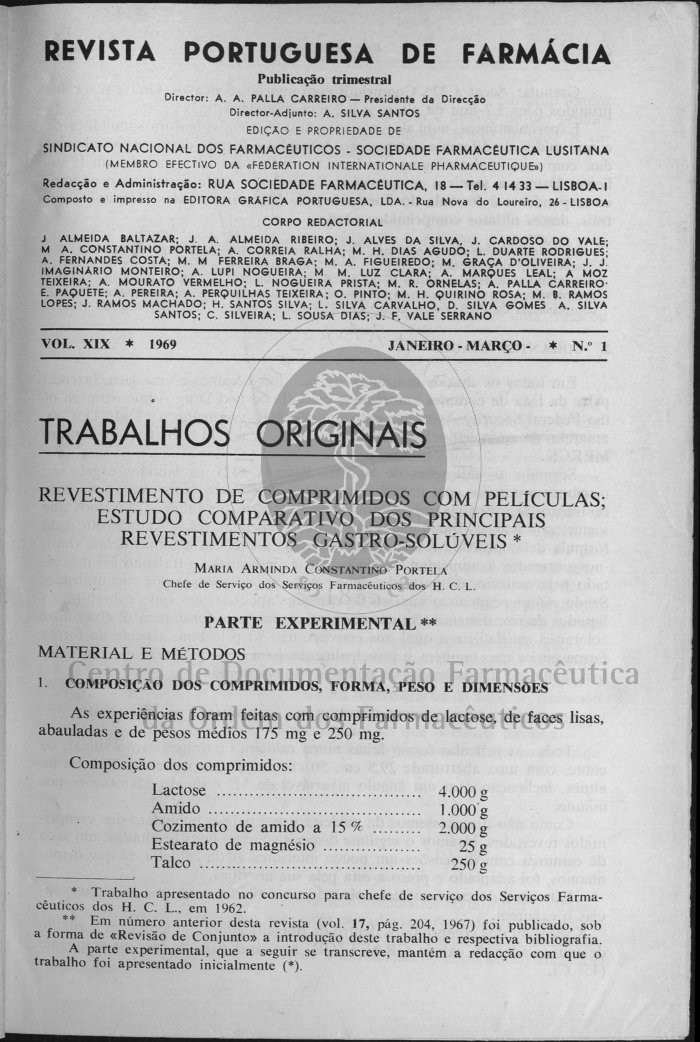 REVISTA PORTUGUESA DE FARMÁCIA
Publicação trimestral
Director: A. A. PALLA CARREIRO — Presidente da Direcção
Director-Adjunto: A. SILVA SANTOS
EDIÇÃO E PROPRIEDADE DE
SINDICATO NACIONAL DOS FARMACÊUTICOS - SOCIEDADE FARMACÊUTICA LUSITANA
(MEMBRO EFECTIVO DA «FÉDÉRATION INTERNATIONALE PHARMACEUTIQUE»)
Redacção e Administração: RUA SOCIEDADE FARMACÊUTICA, 18 — Tel. 4 14 33 — LISBOA-1
Composto e impresso na EDITORA GRÁFICA PORTUGUESA, LDA. - Rua Nova do Loureiro, 26 - LISBOA
CORPO REDACTORIAL
J ALMEIDA BALTAZAR; J. A. ALMEIDA RIBEIRO; J. ALVES DA SILVA, J. CARDOSO DO VALE;
M A. CONSTANTINO PORTELA; A. CORREIA RALHA; M. H. DIAS AGUDO; L. DUARTE RODRIGUES;
A. FERNANDES COSTA; M. M FERREIRA BRAGA; M. A. FIGUEIREDO; M. GRAÇA D'OLIVEIRA; J. J.
IMAGINÁRIO MONTEIRO; A. LUPI NOGUEIRA; M M. LUZ CLARA; A. MARQUES LEAL; A MOZ
TEIXEIRA; A. MOURATO VERMELHO; L. NOGUEIRA PRISTA; M. R. ORNELAS; A. PALLA CARREIRO·
E. PAQUETE; A. PEREIRA; A. PERQUILHAS TEIXEIRA; O. PINTO; M. H. QUIRINO ROSA; M. B. RAMOS
LOPES; J. RAMOS MACHADO; H. SANTOS SILVA; L. SILVA CARVALHO, D. SILVA GOMES A. SILVA
SANTOS; C. SILVEIRA; L. SOUSA DIAS; J. F. VALE SERRANO
VOL. XIX * 1969 JANEIRO - MARÇO - * N.º 1
TRABALHOS ORIGINAIS
REVESTIMENTO DE COMPRIMIDOS COM PELÍCULAS;
ESTUDO COMPARATIVO DOS PRINCIPAIS
REVESTIMENTOS GASTRO-SOLÚVEIS *
MARIA ARMINDA CONSTANTINO PORTELA
Chefe de Serviço dos Serviços Farmacêuticos dos H. C. L.
PARTE EXPERIMENTAL **
MATERIAL E MÉTODOS
Centro de Documentação Farmacêutica
1. COMPOSIÇÃO DOS COMPRIMIDOS, FORMA, PESO E DIMENSÕES
da Ordem dos Farmacêuticos
As experiências foram feitas com comprimidos de lactose, de faces lisas,
abauladas e de pesos médios 175 mg e 250 mg.
Composição dos comprimidos:
Lactose ........................................ 4.000 g
Amido ........................................ 1.000 g
Cozimento de amido a 15 % ......... 2.000 g
Estearato de magnésio .................. 25 g
Talco ........................................ 250 g
* Trabalho apresentado no concurso para chefe de serviço dos Serviços Farma-
cêuticos dos H. C. L., em 1962.
** Em número anterior desta revista (vol. 17, pág. 204, 1967) foi publicado, sob
a forma de «Revisão de Conjunto» a introdução deste trabalho e respectiva bibliografia.
A parte experimental, que a seguir se transcreve, mantém a redacção com que o
trabalho foi apresentado inicialmente (*).